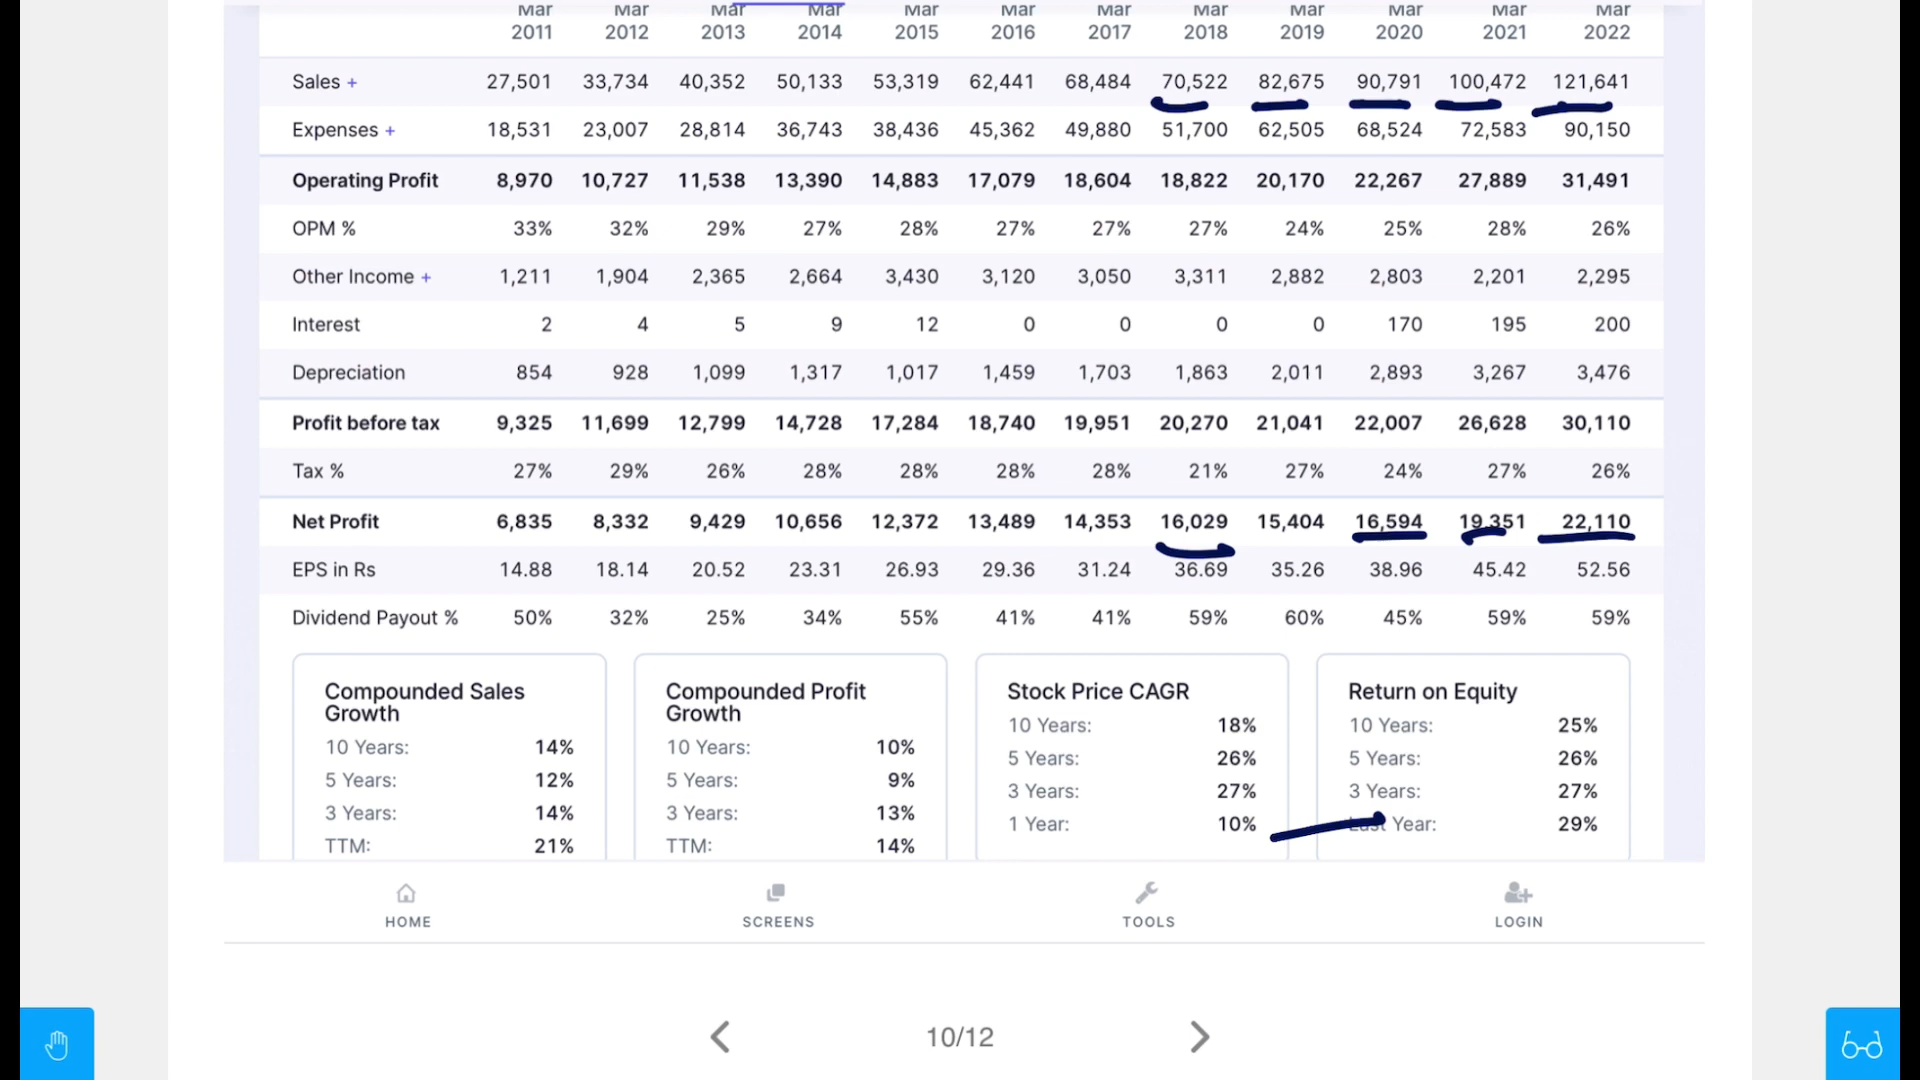 Mar Mar Mar Mar Mar Mar Mar Mar Mar Mar Mar Mar
2011 2012 2013 2014 2015 2016 2017 2018 2019 2020 2021 2022
Sales + 27,501 33,734 40,352 50,133 53,319 62,441 68,484 70,522 82,675 90,791 100,472 121,641
Expenses + 18,531 23,007 28,814 36,743 38,436 45,362 49,880 51,700 62,505 68,524 72,583 90,150
Operating Profit 8,970 10,727 11,538 13,390 14,883 17,079 18,604 18,822 20,170 22,267 27,889 31,491
OPM % 33% 32% 29% 27% 28% 27% 27% 27% 24% 25% 28% 26%
Other Income + 1,211 1,904 2,365 2,664 3,430 3,120 3,050 3,311 2,882 2,803 2,201 2,295
Interest 2 4 5 9 12 0 0 0 0 170 195 200
Depreciation 854 928 1,099 1,317 1,017 1,459 1,703 1,863 2,011 2,893 3,267 3,476
Profit before tax 9,325 11,699 12,799 14,728 17,284 18,740 19,951 20,270 21,041 22,007 26,628 30,110
Tax % 27% 29% 26% 28% 28% 28% 28% 21% 27% 24% 27% 26%
Net Profit 6,835 8,332 9,429 10,656 12,372 13,489 14,353 16,029 15,404 16,594 19,351 22,110
EPS in Rs 14.88 18.14 20.52 23.31 26.93 29.36 31.24 36.69 35.26 38.96 45.42 52.56
Dividend Payout % 50% 32% 25% 34% 55% 41% 41% 59% 60% 45% 59% 59%
Compounded Sales
Growth
10 Years: 14%
5 Years: 12%
3 Years: 14%
TTM: 21%
Compounded Profit
Growth
10 Years: 10%
5 Years: 9%
3 Years: 13%
TTM: 14%
Stock Price CAGR
10 Years: 18%
5 Years: 26%
3 Years: 27%
1 Year: 10%
Return on Equity
10 Years: 25%
5 Years: 26%
3 Years: 27%
Last Year: 29%
HOME SCREENS TOOLS LOGIN
10/12